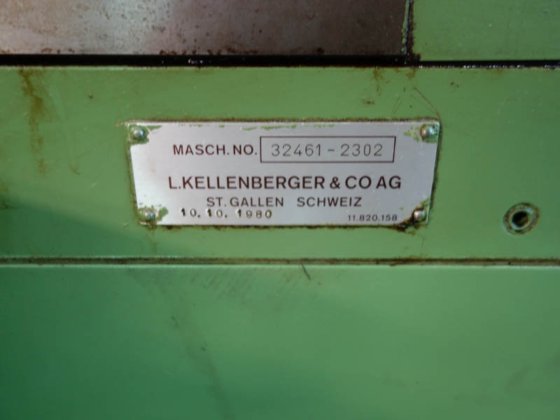 MASCH. NO. 32461-2302
L.KELLENBERGER & CO AG
ST. GALLEN SCHWEIZ
10.10.1980
11.820.158